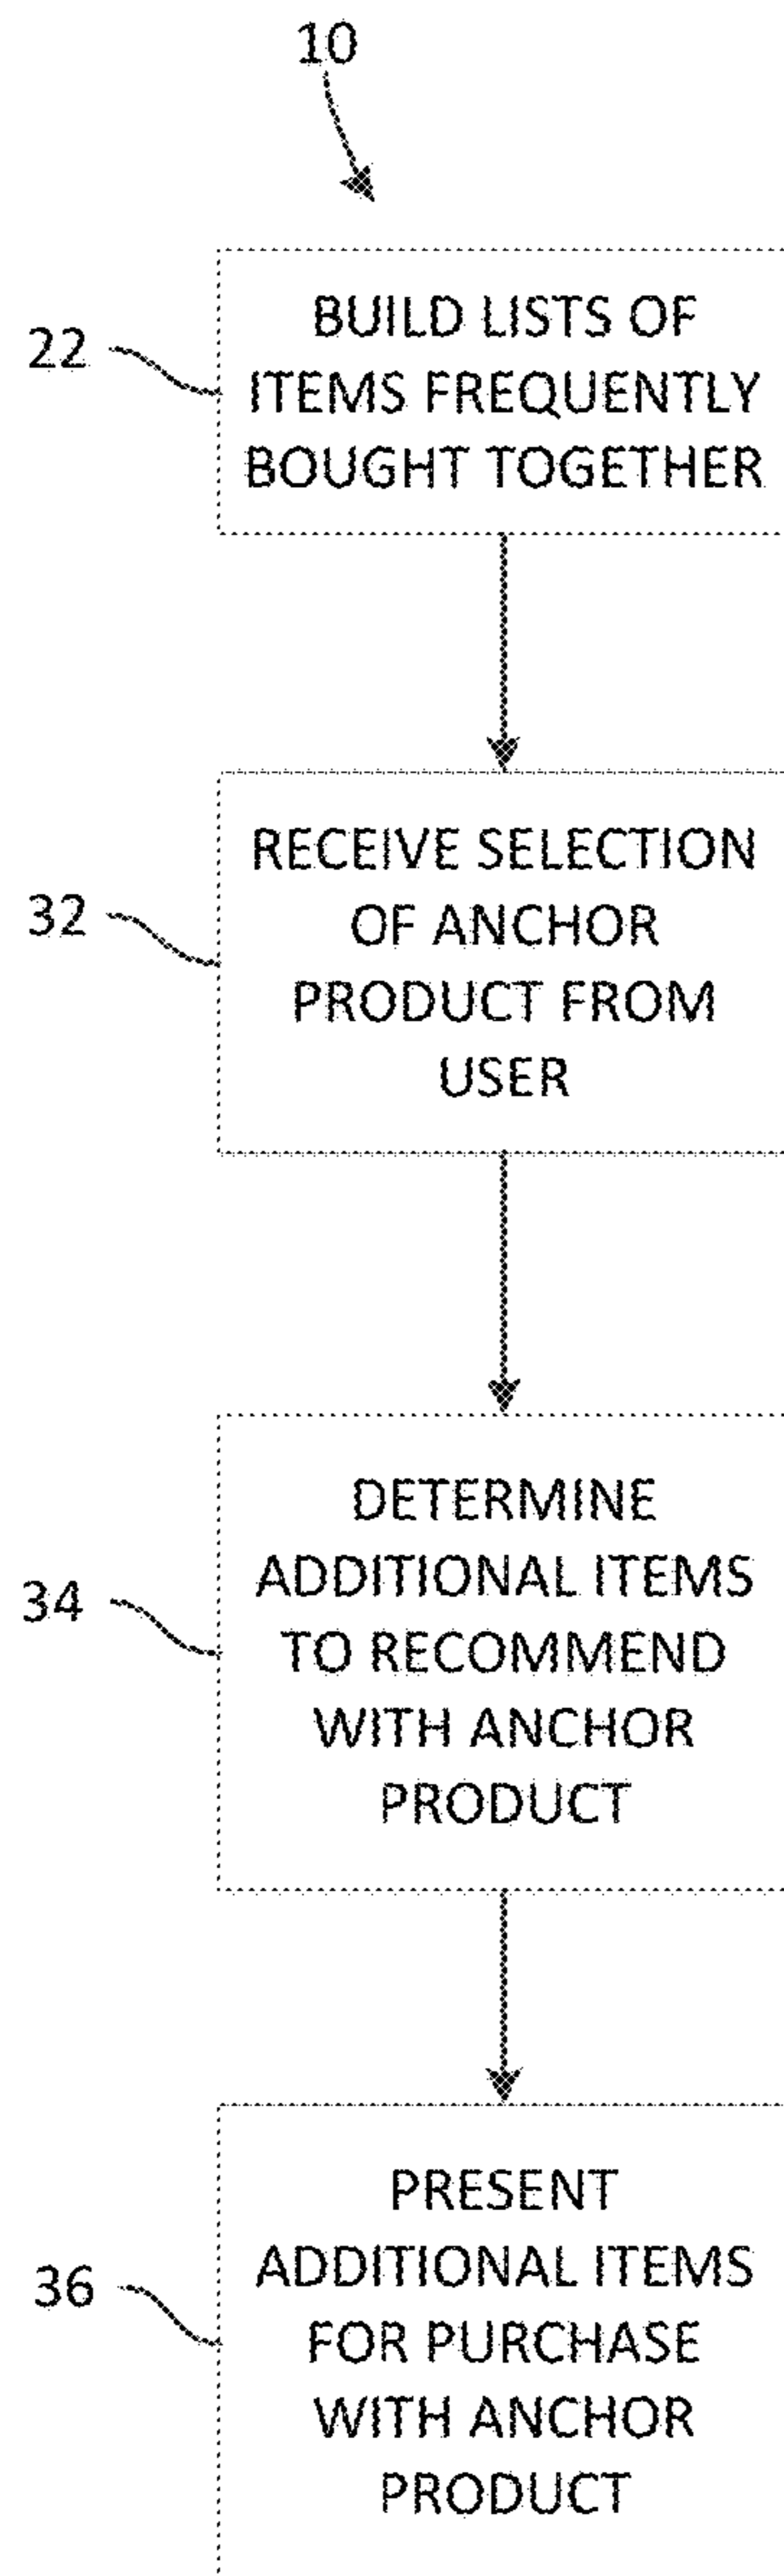 10
22
BUILD LISTS OF
ITEMS FREQUENTLY
BOUGHT TOGETHER
32
RECEIVE SELECTION
OF ANCHOR
PRODUCT FROM
USER
34
DETERMINE
ADDITIONAL ITEMS
TO RECOMMEND
WITH ANCHOR
PRODUCT
36
PRESENT
ADDITIONAL ITEMS
FOR PURCHASE
WITH ANCHOR
PRODUCT